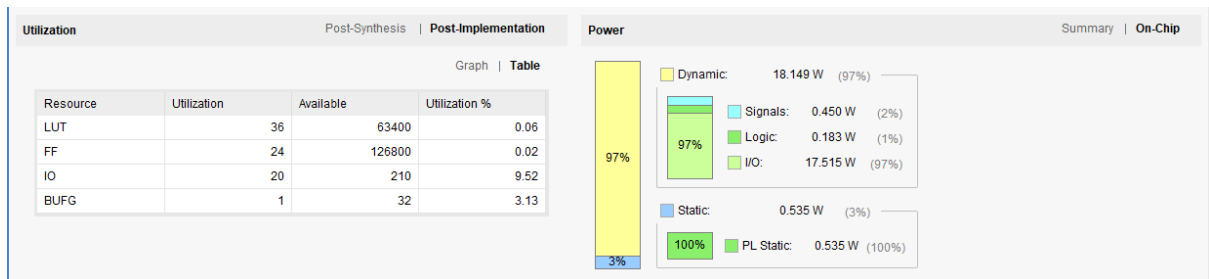 Utilization
Post-Synthesis | Post-Implementation
Graph | Table
Resource Utilization Available Utilization %
LUT 36 63400 0.06
FF 24 126800 0.02
IO 20 210 9.52
BUFG 1 32 3.13
Power
Summary | On-Chip
97%
3%
Dynamic: 18.149 W (97%)
97%
Signals: 0.450 W (2%)
Logic: 0.183 W (1%)
I/O: 17.515 W (97%)
Static: 0.535 W (3%)
100%
PL Static: 0.535 W (100%)